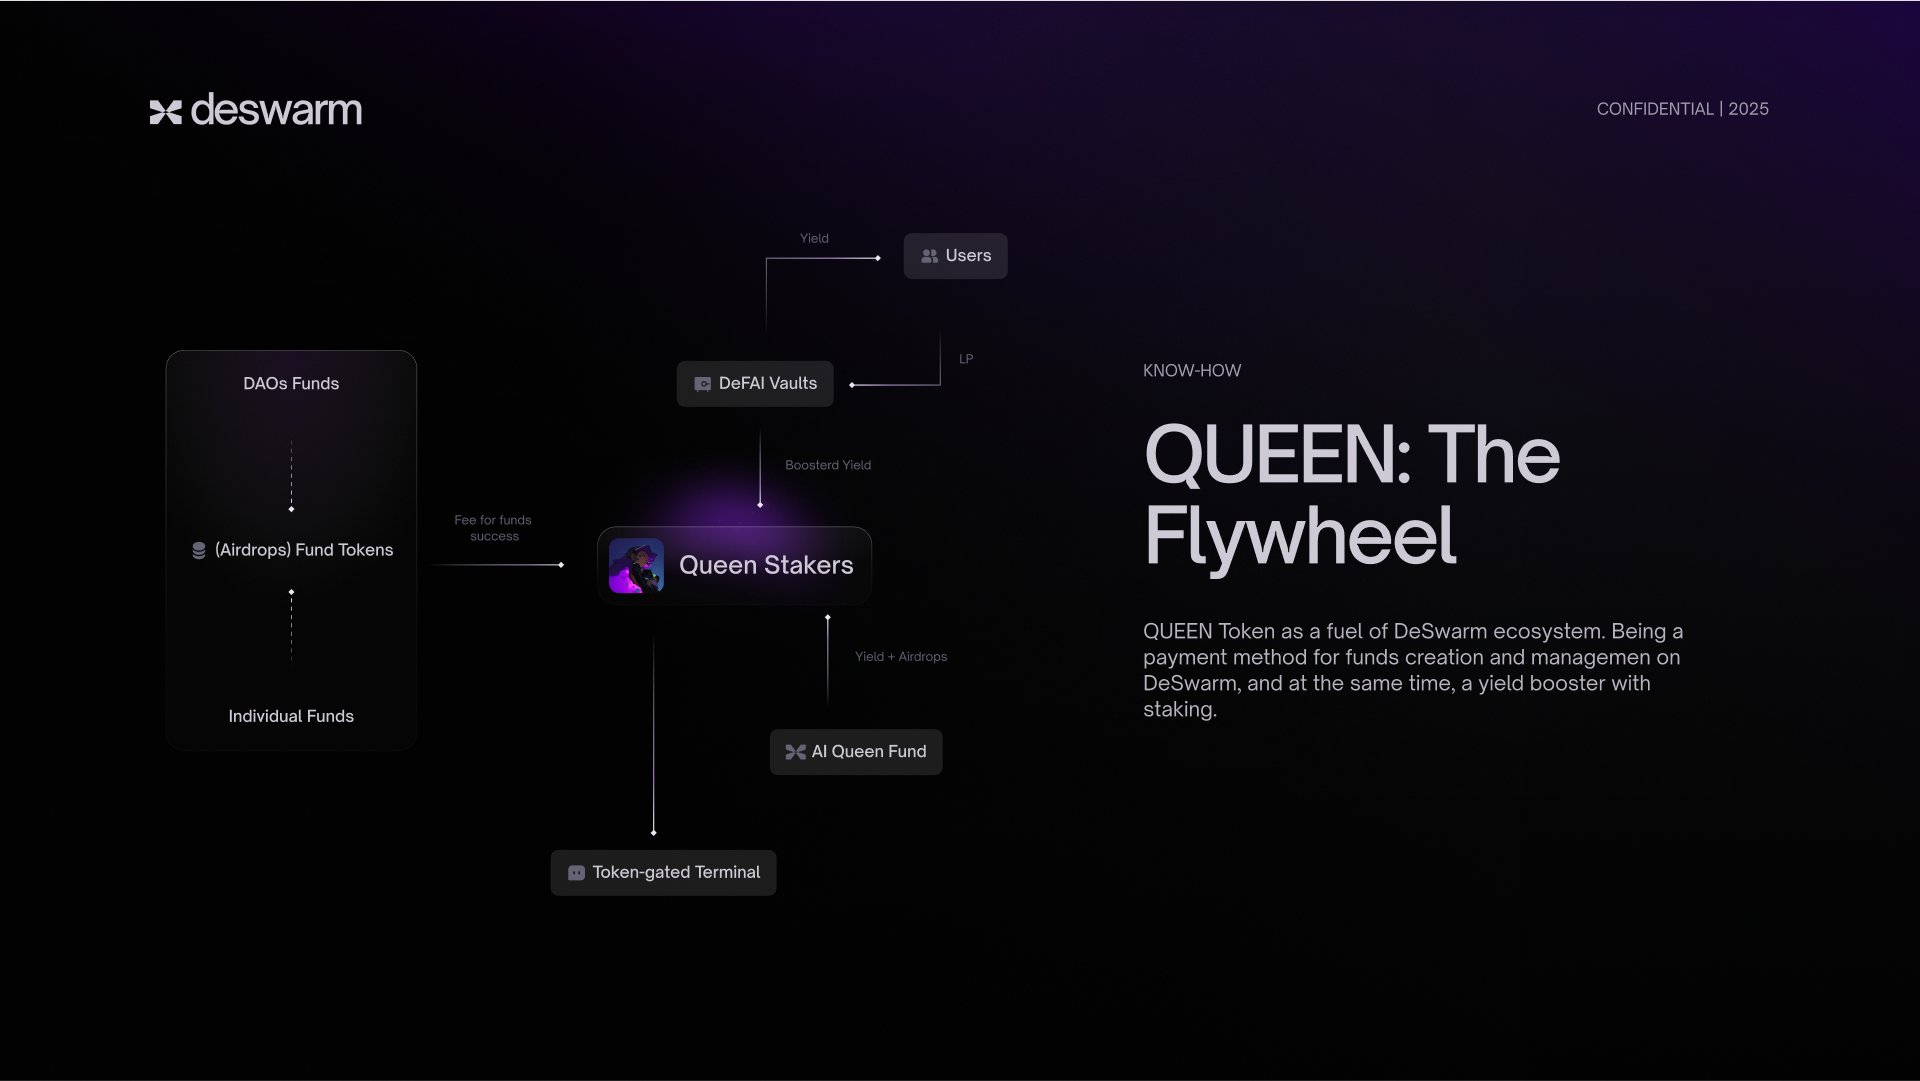 deswarm
CONFIDENTIAL | 2025
Yield
Users
LP
DeFAI Vaults
Boosterd Yield
DAOs Funds
(Airdrops) Fund Tokens
Individual Funds
Fee for funds
success
Queen Stakers
Yield + Airdrops
AI Queen Fund
Token-gated Terminal
KNOW-HOW
QUEEN: The
Flywheel
QUEEN Token as a fuel of DeSwarm ecosystem. Being a
payment method for funds creation and managemen on
DeSwarm, and at the same time, a yield booster with
staking.